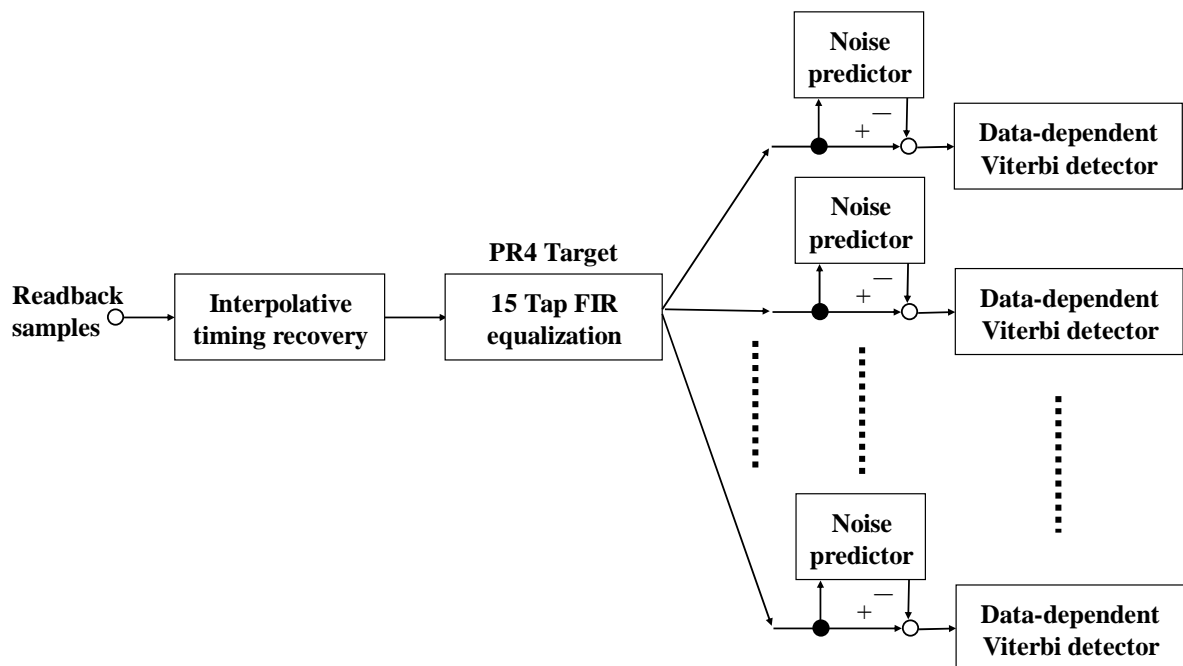 Readback
samples
Interpolative
timing recovery
PR4 Target
15 Tap FIR
equalization
Noise
predictor
+ −
Data-dependent
Viterbi detector
Noise
predictor
+ −
Data-dependent
Viterbi detector
Noise
predictor
+ −
Data-dependent
Viterbi detector